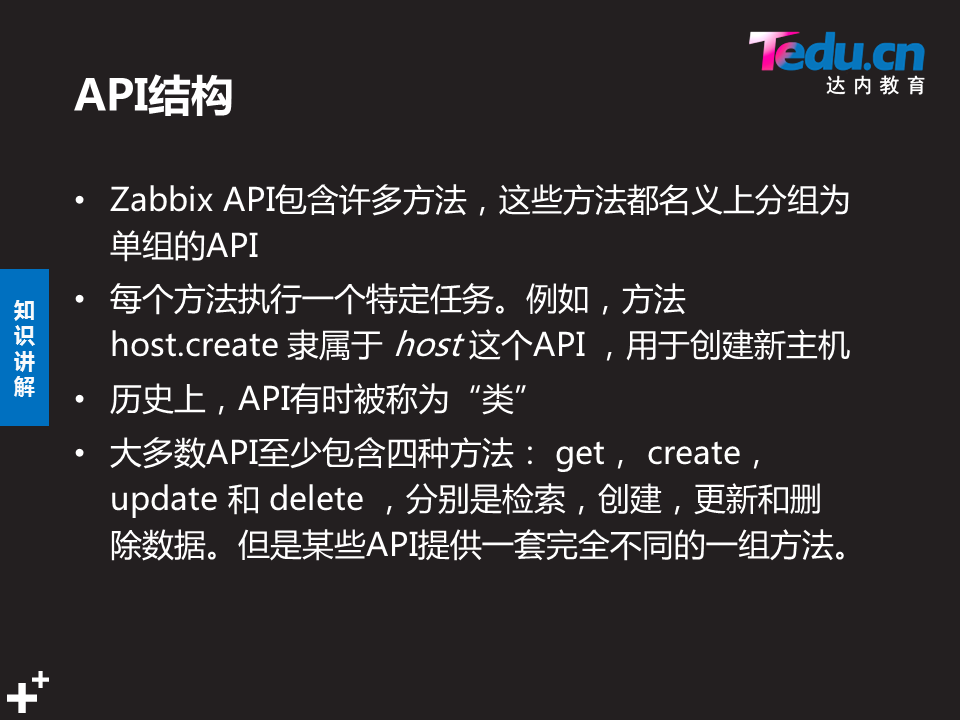 Tedu.cn
达内教育
API结构
• Zabbix API包含许多方法，这些方法都名义上分组为
单组的API
• 每个方法执行一个特定任务。例如，方法
host.create 隶属于 host 这个API ，用于创建新主机
• 历史上，API有时被称为“类”
• 大多数API至少包含四种方法： get， create，
update 和 delete ，分别是检索，创建，更新和删
除数据。但是某些API提供一套完全不同的一组方法。
知
识
讲
解